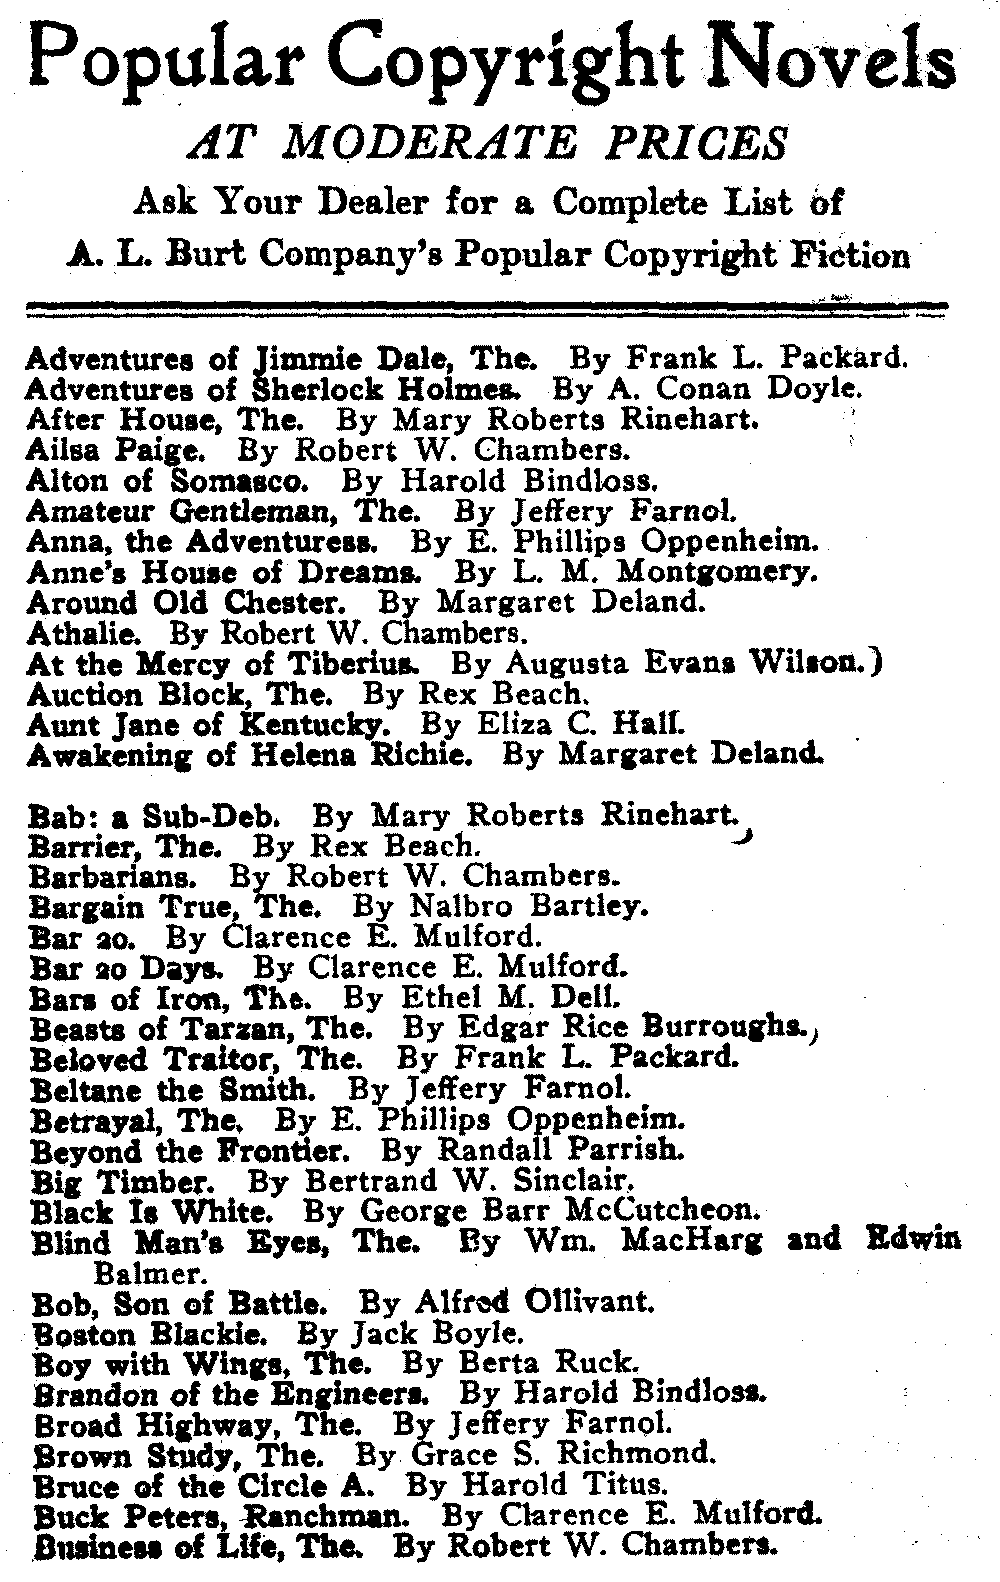 Popular Copyright Novels
AT MODERATE PRICES
Ask Your Dealer for a Complete List of
A. L. Burt Company's Popular Copyright Fiction
Adventures of Jimmie Dale, The. By Frank L. Packard.
Adventures of Sherlock Holmes. By A. Conan Doyle.
After House, The. By Mary Roberts Rinehart.
Ailsa Paige. By Robert W. Chambers.
Alton of Somasco. By Harold Bindloss.
Amateur Gentleman, The. By Jeffery Farnol.
Anna, the Adventuress. By E. Phillips Oppenheim.
Anne's House of Dreams. By L. M. Montgomery.
Around Old Chester. By Margaret Deland.
Athalie. By Robert W. Chambers.
At the Mercy of Tiberius. By Augusta Evans Wilson.)
Auction Block, The. By Rex Beach.
Aunt Jane of Kentucky. By Eliza C. Hall.
Awakening of Helena Richie. By Margaret Deland.
Bab: a Sub-Deb. By Mary Roberts Rinehart.
Barrier, The. By Rex Beach.
Barbarians. By Robert W. Chambers.
Bargain True, The. By Nalbro Bartley.
Bar 20. By Clarence E. Mulford.
Bar 20 Days. By Clarence E. Mulford.
Bars of Iron, The. By Ethel M. Dell.
Beasts of Tarzan, The. By Edgar Rice Burroughs.
Beloved Traitor, The. By Frank L. Packard.
Beltane the Smith. By Jeffery Farnol.
Betrayal, The. By E. Phillips Oppenheim.
Beyond the Frontier. By Randall Parrish.
Big Timber. By Bertrand W. Sinclair.
Black Is White. By George Barr McCutcheon.
Blind Man's Eyes, The. By Wm. MacHarg and Edwin
Balmer.
Bob, Son of Battle. By Alfred Ollivant.
Boston Blackie. By Jack Boyle.
Boy with Wings, The. By Berta Ruck.
Brandon of the Engineers. By Harold Bindloss.
Broad Highway, The. By Jeffery Farnol.
Brown Study, The. By Grace S. Richmond.
Bruce of the Circle A. By Harold Titus.
Buck Peters, Ranchman. By Clarence E. Mulford.
Business of Life, The. By Robert W. Chambers.